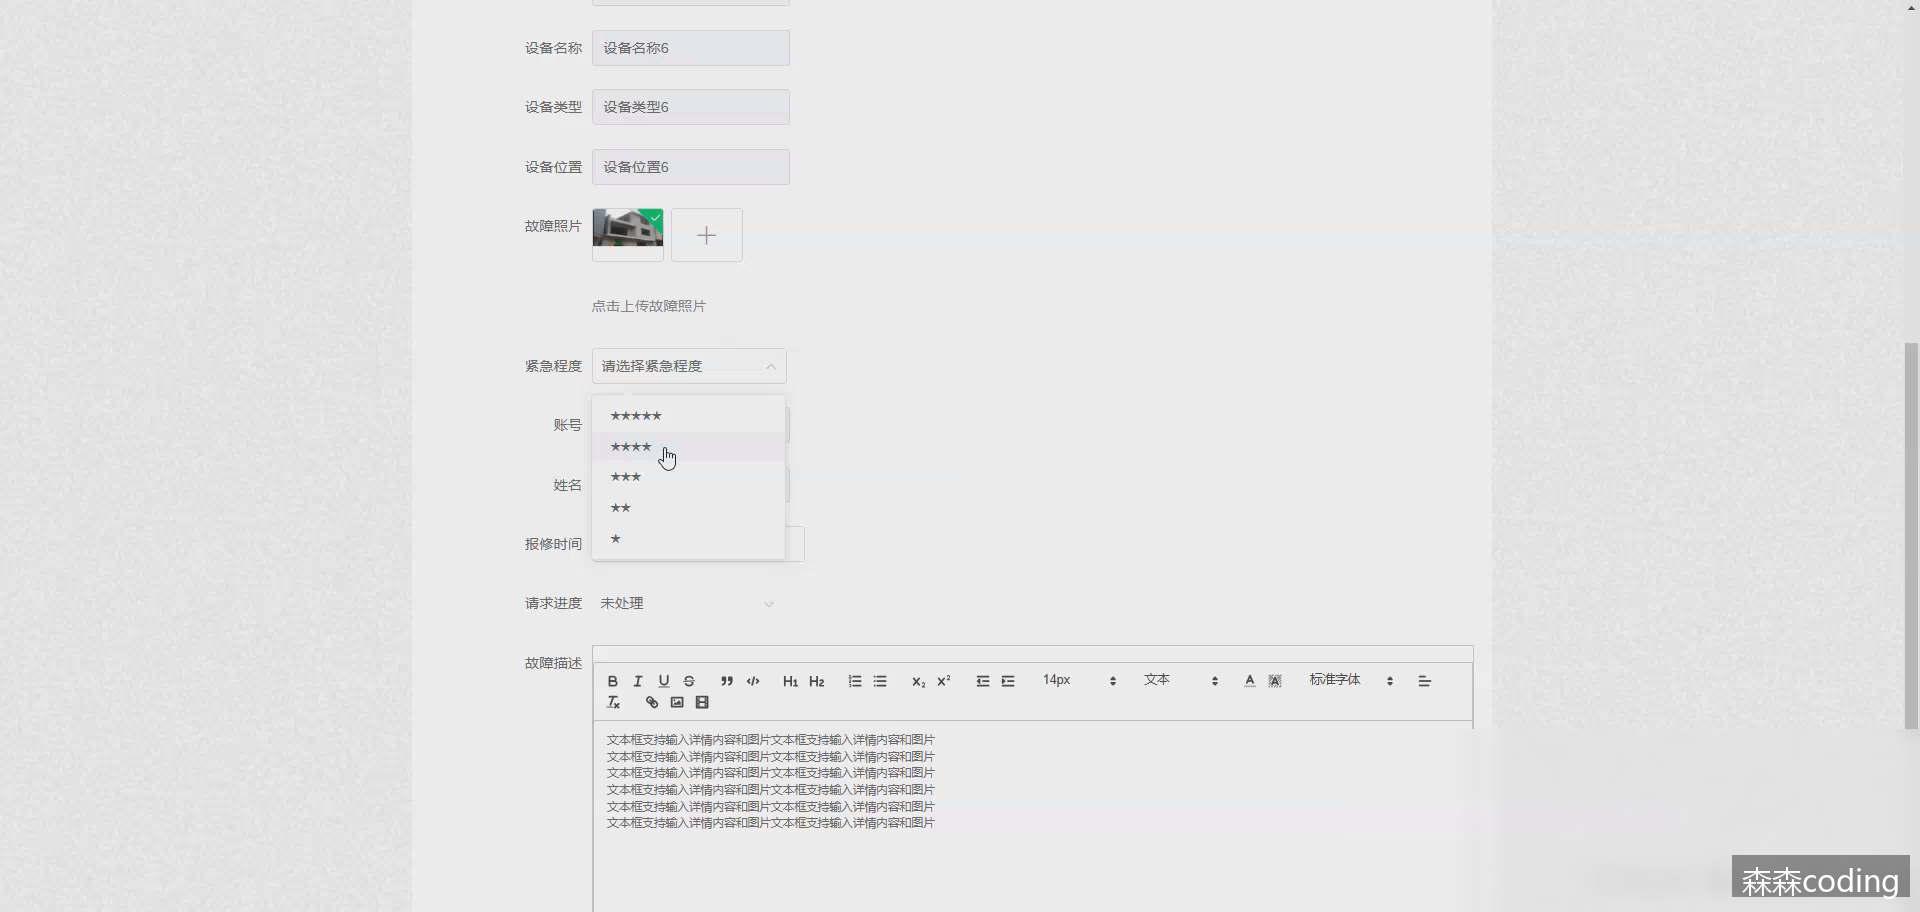 设备名称 设备名称6
设备类型 设备类型6
设备位置 设备位置6
故障照片
点击上传故障照片
紧急程度 请选择紧急程度
★★★★★
账号
★★★★
★★★
姓名
★★
★
报修时间
请求进度 未处理
故障描述
B I U S ” </> H1 H2 x2 x2 14px 文本 A A 标准字体
Tx
文本框支持输入详情内容和图片文本框支持输入详情内容和图片
文本框支持输入详情内容和图片文本框支持输入详情内容和图片
文本框支持输入详情内容和图片文本框支持输入详情内容和图片
文本框支持输入详情内容和图片文本框支持输入详情内容和图片
文本框支持输入详情内容和图片文本框支持输入详情内容和图片
文本框支持输入详情内容和图片文本框支持输入详情内容和图片
森森coding